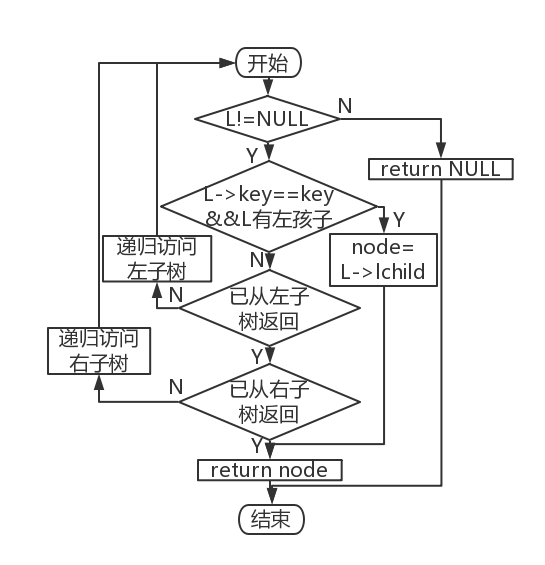 开始
L!=NULL
N
return NULL
Y
L->key==key
&&L有左孩子
Y
node=
L->lchild
N
递归访问
左子树
N
已从左子
树返回
Y
递归访问
右子树
N
已从右子
树返回
Y
return node
结束